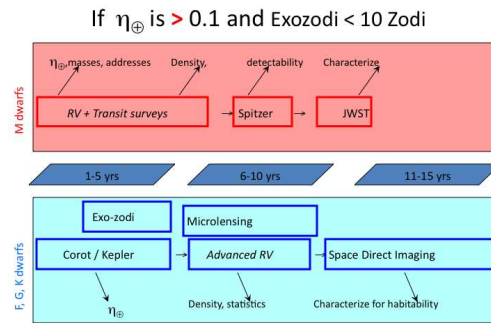 If η⊕ is > 0.1 and Exozodi < 10 Zodi
M dwarfs
η⊕,masses, addresses Density, detectability Characterize
RV + Transit surveys Spitzer JWST
1-5 yrs 6-10 yrs 11-15 yrs
F, G, K dwarfs
Exo-zodi Microlensing
Corot / Kepler Advanced RV Space Direct Imaging
η⊕ Density, statistics Characterize for habitability